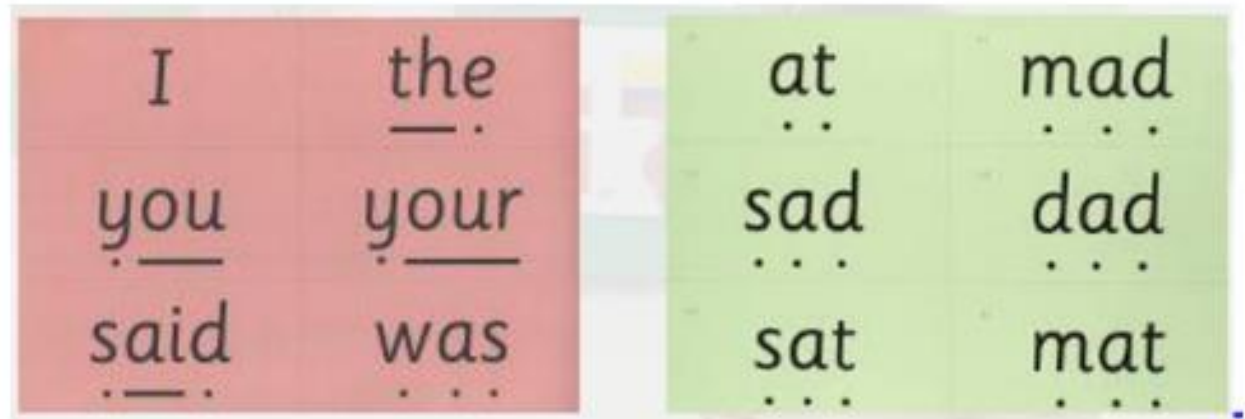 I the
you your
said was
at mad
sad dad
sat mat